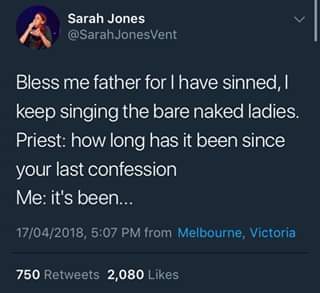 Sarah Jones
@SarahJonesVent
Bless me father for I have sinned, I
keep singing the bare naked ladies.
Priest: how long has it been since
your last confession
Me: it's been...
17/04/2018, 5:07 PM from Melbourne, Victoria
750 Retweets 2,080 Likes